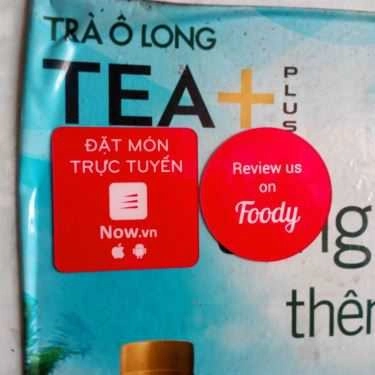 TRÀ Ô LONG
TEA+
PLUS
ĐẶT MÓN
TRỰC TUYẾN
Now.vn
Review us
on
Foody
thên